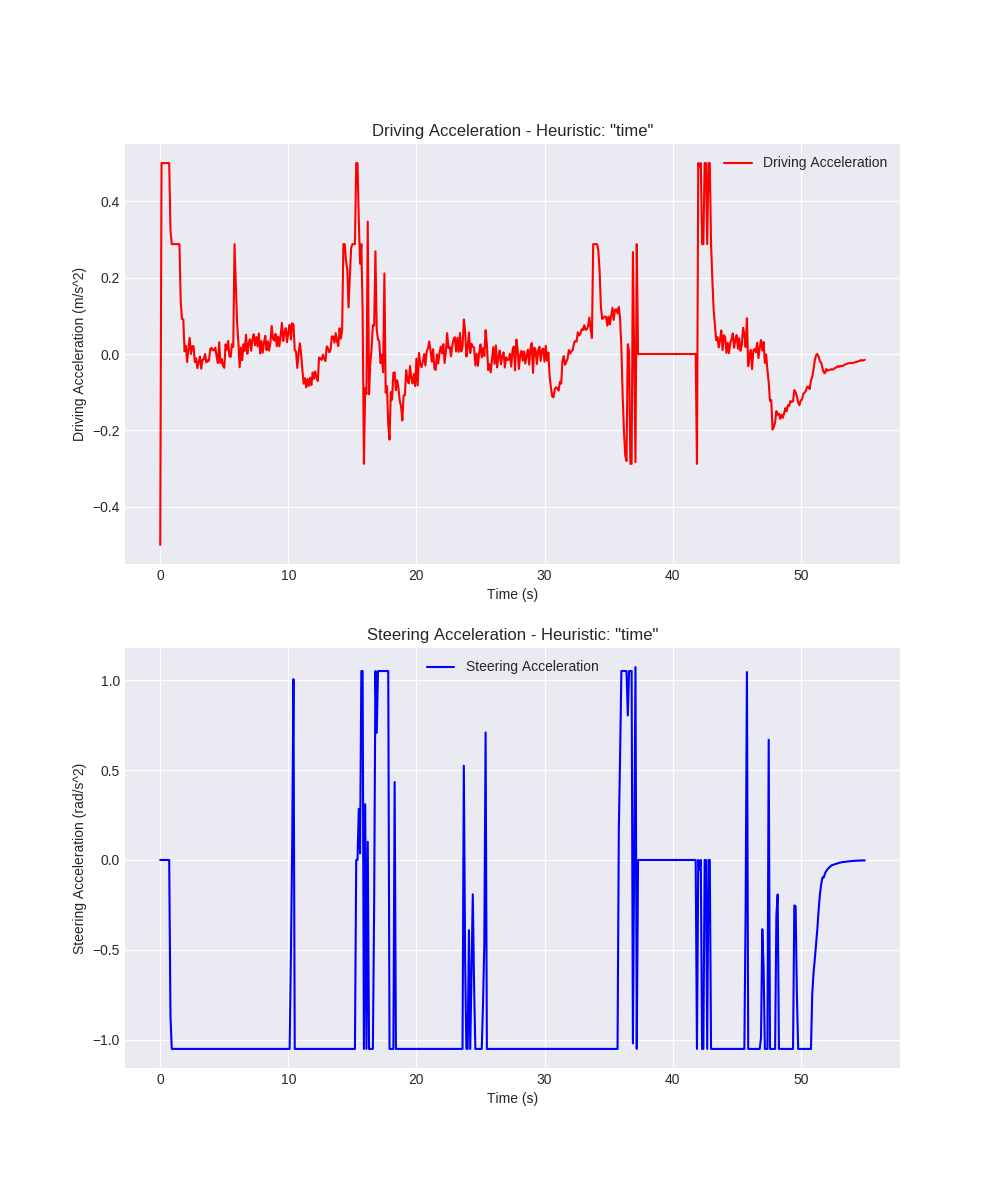 Driving Acceleration - Heuristic: "time"
Driving Acceleration
0.4
0.2
0.0
−0.2
−0.4
Driving Acceleration (m/s^2)
0 10 20 30 40 50
Time (s)
Steering Acceleration - Heuristic: "time"
Steering Acceleration
1.0
0.5
0.0
−0.5
−1.0
Steering Acceleration (rad/s^2)
0 10 20 30 40 50
Time (s)